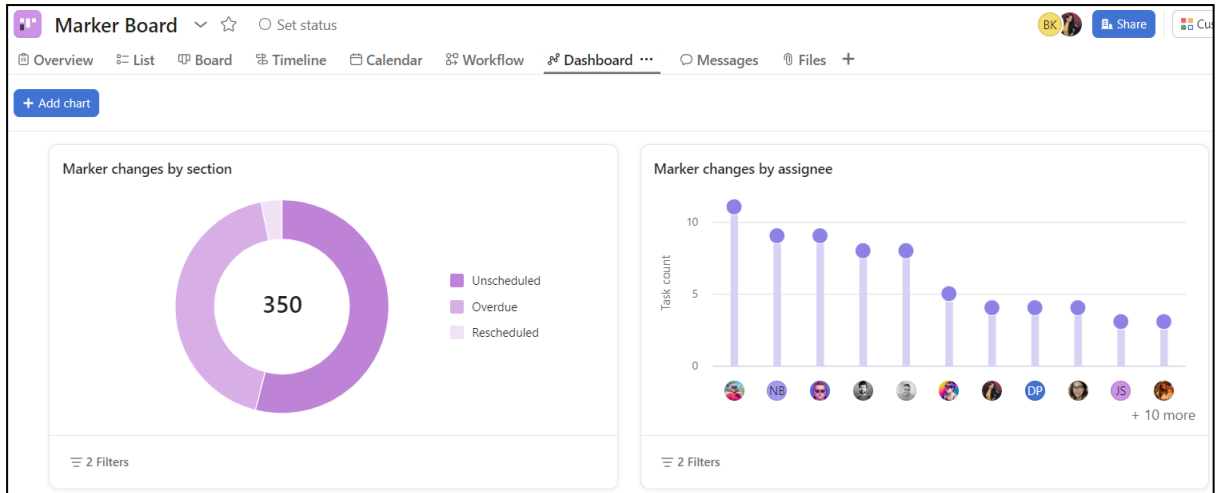 Marker Board
Set status
BK
Share
Cus
Overview
List
Board
Timeline
Calendar
Workflow
Dashboard ...
Messages
Files
+
+ Add chart
Marker changes by section
350
Unscheduled
Overdue
Rescheduled
2 Filters
Marker changes by assignee
Task count
10
5
0
NB
DP
JS
+ 10 more
2 Filters